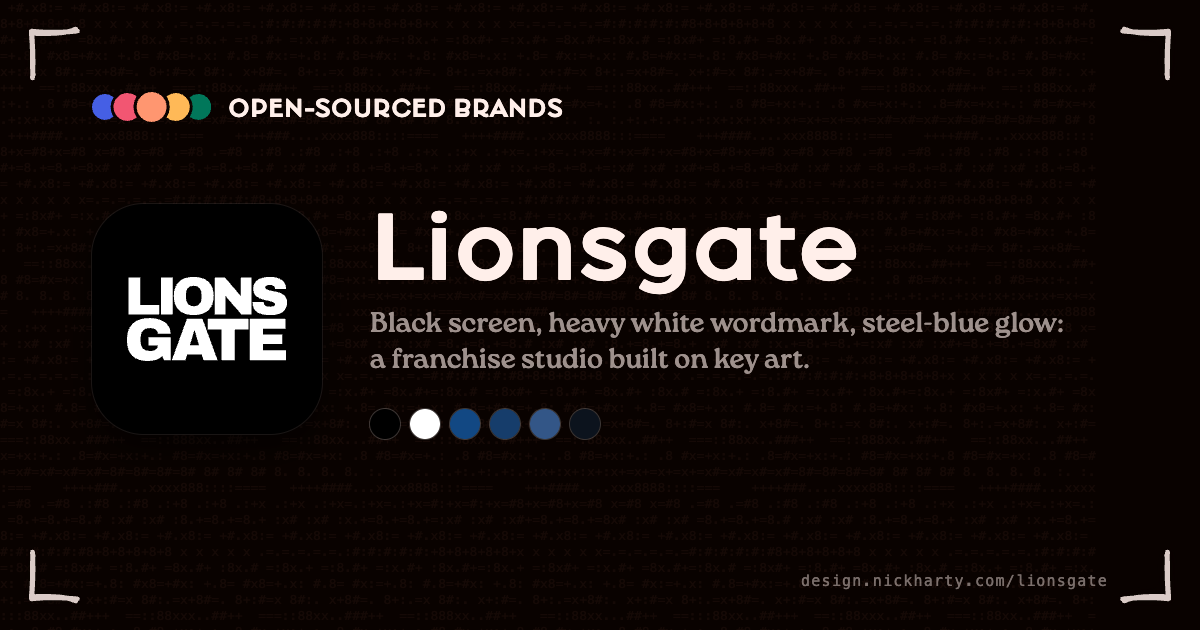 OPEN-SOURCED BRANDS
LIONS
GATE
Lionsgate
Black screen, heavy white wordmark, steel-blue glow:
a franchise studio built on key art.
design.nickharty.com/lionsgate